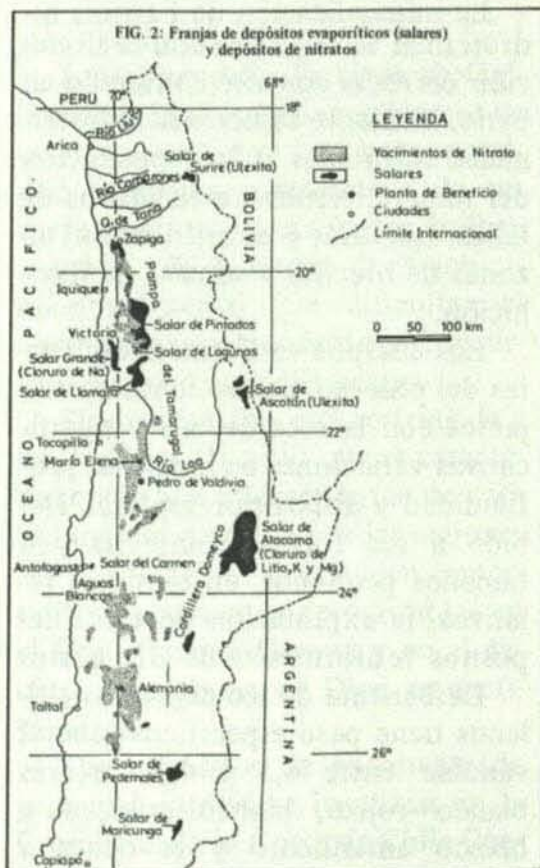 FIG. 2: Franjas de depósitos evaporíticos (salares)
y depósitos de nitratos
PERU
70°
68°
18°
Río Lluta
Arica
Salar de
Surire (Ulexita)
Río Camarones
Q. de Tana
Zapiga
BOLIVIA
20°
Iquique
Pampa
del Tamarugal
Salar de Pintados
Victoria
Salar de Lagunas
Salar Grande
(Cloruro de Na)
Salar de Llamara
Salar de
Ascotán (Ulexita)
22°
Tocopilla
María Elena
Río Loa
Pedro de Valdivia
OCEANO PACIFICO
Salar de
Atacama
(Cloruro de
Litio, K y Mg)
Cordillera Domeyko
Antofagasta
Salar del Carmen
Aguas
Blancas
24°
ARGENTINA
Alemania
Taltal
26°
Salar de
Pedernales
Salar de
Maricunga
Copiapó
LEYENDA
Yacimientos de Nitrato
Salares
Planta de Beneficio
Ciudades
Límite Internacional
0 50 100 km